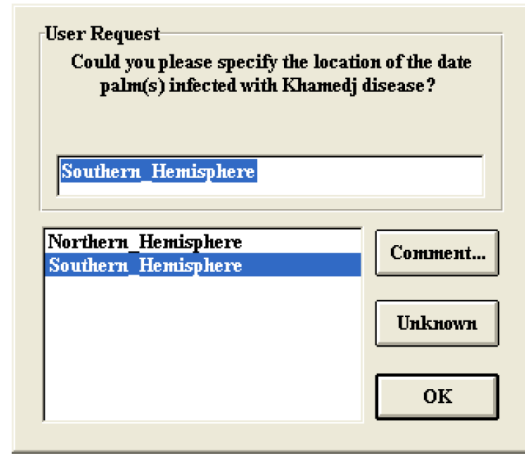 User Request
Could you please specify the location of the date
palm(s) infected with Khamedj disease?
Southern_Hemisphere
Northern_Hemisphere
Southern_Hemisphere
Comment...
Unknown
OK